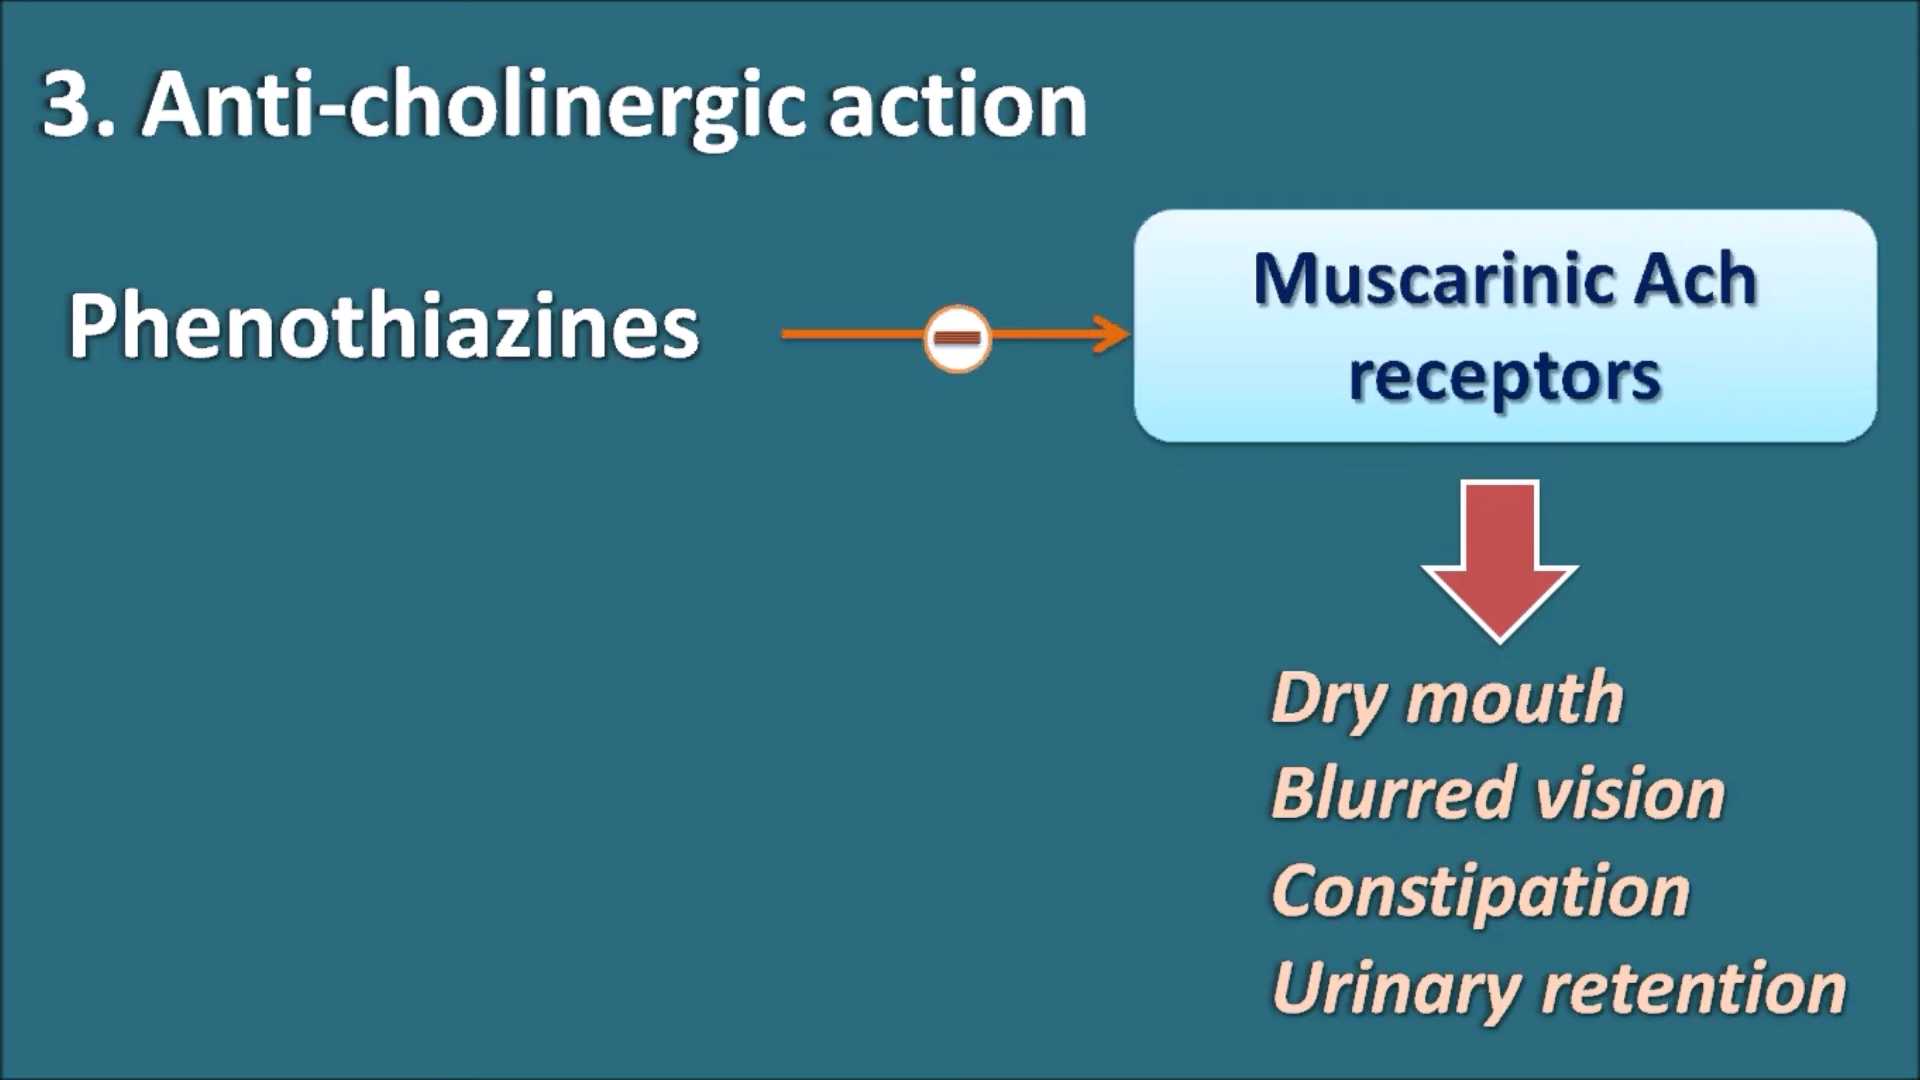 3. Anti-cholinergic action
Phenothiazines
Muscarinic Ach
receptors
Dry mouth
Blurred vision
Constipation
Urinary retention